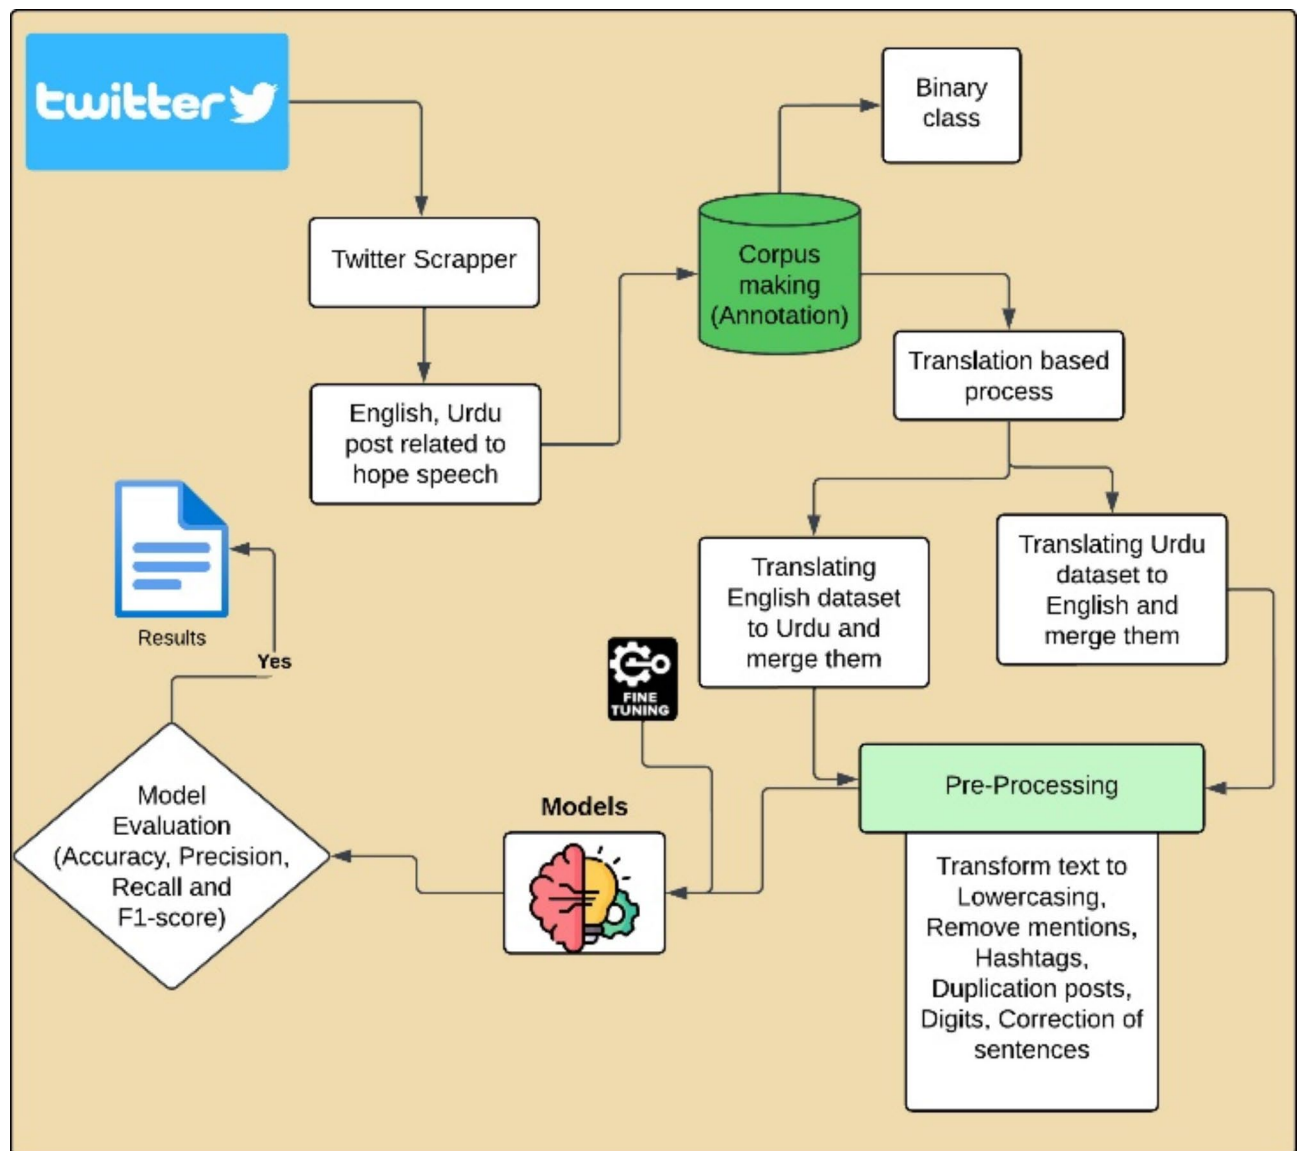 twitter
Binary
class
Twitter Scrapper
Corpus
making
(Annotation)
Translation based
process
English, Urdu
post related to
hope speech
Translating
English dataset
to Urdu and
merge them
Translating Urdu
dataset to
English and
merge them
Results
Yes
FINE
TUNING
Models
Model
Evaluation
(Accuracy, Precision,
Recall and
F1-score)
Pre-Processing
Transform text to
Lowercasing,
Remove mentions,
Hashtags,
Duplication posts,
Digits, Correction of
sentences